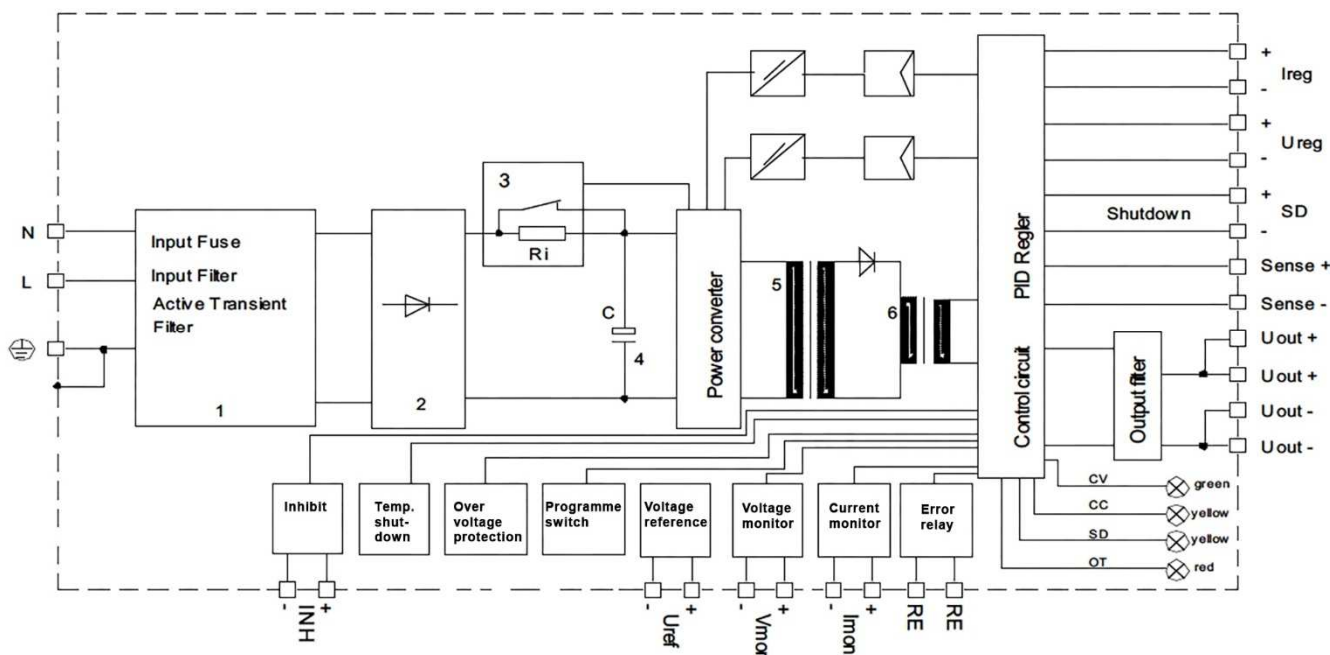 +
Ireg
-
+
Ureg
-
+
Shutdown
SD
-
Sense +
Sense -
Uout +
Uout +
Uout -
Uout -
N
L
Input Fuse
Input Filter
Active Transient
Filter
1
2
3
Ri
C
4
Power converter
5
6
PID Regler
Control circuit
Output filter
CV
green
CC
yellow
SD
yellow
OT
red
Inhibit
Temp.
shut-
down
Over
voltage
protection
Programme
switch
Voltage
reference
Voltage
monitor
Current
monitor
Error
relay
- +
INH
- +
Uref
- +
Vmon
- +
Imon
RE
RE